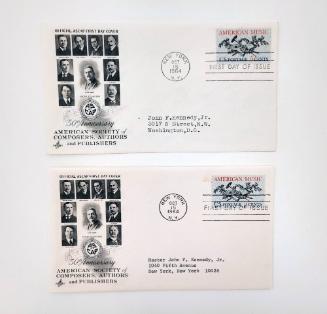 OFFICIAL ASCAP FIRST DAY COVER
50th Anniversary
AMERICAN SOCIETY of
COMPOSERS, AUTHORS
and PUBLISHERS
NEW YORK,
OCT
15
1964
N.Y.
AMERICAN MUSIC
FIRST DAY OF ISSUE
John F. Kennedy, Jr.
3017 N Street, N.W.
Washington, D.C.
OFFICIAL ASCAP FIRST DAY COVER
50th Anniversary
AMERICAN SOCIETY of
COMPOSERS, AUTHORS
and PUBLISHERS
NEW YORK,
OCT
15
1964
N.Y.
AMERICAN MUSIC
FIRST DAY OF ISSUE
Master John F. Kennedy, Jr.
1040 Fifth Avenue
New York, New York 10028